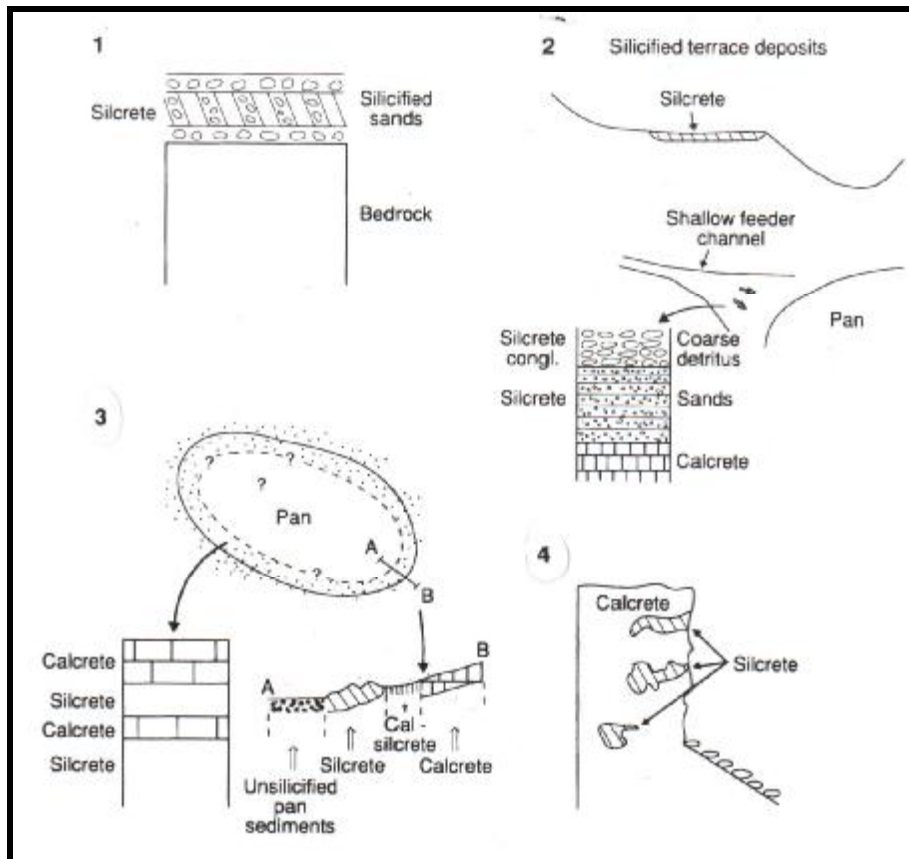 1
Silcrete
Silicified
sands
Bedrock
2
Silicified terrace deposits
Silcrete
Shallow feeder
channel
Pan
Silcrete
congl.
Coarse
detritus
Silcrete
Sands
Calcrete
3
?
?
?
Pan
?
A
B
Calcrete
Silcrete
Calcrete
Silcrete
A
B
Cal -
silcrete
Silcrete
Calcrete
Unsilicified
pan
sediments
4
Calcrete
Silcrete